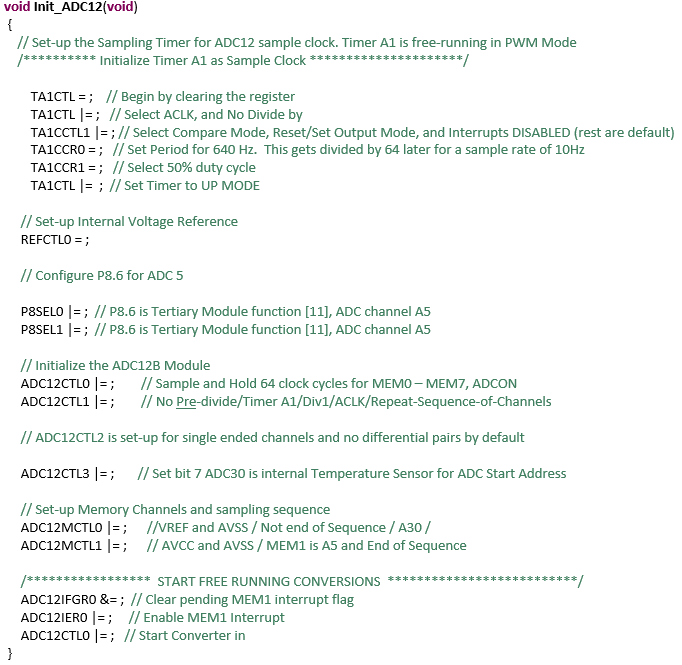 void Init_ADC12(void)
{
// Set-up the Sampling Timer for ADC12 sample clock. Timer A1 is free-running in PWM Mode
/********** Initialize Timer A1 as Sample Clock *********************/
TA1CTL = ; // Begin by clearing the register
TA1CTL |= ; // Select ACLK, and No Divide by
TA1CCTL1 |= ; // Select Compare Mode, Reset/Set Output Mode, and Interrupts DISABLED (rest are default)
TA1CCR0 = ; // Set Period for 640 Hz. This gets divided by 64 later for a sample rate of 10Hz
TA1CCR1 = ; // Select 50% duty cycle
TA1CTL |= ; // Set Timer to UP MODE
// Set-up Internal Voltage Reference
REFCTL0 = ;
// Configure P8.6 for ADC 5
P8SEL0 |= ; // P8.6 is Tertiary Module function [11], ADC channel A5
P8SEL1 |= ; // P8.6 is Tertiary Module function [11], ADC channel A5
// Initialize the ADC12B Module
ADC12CTL0 |= ; // Sample and Hold 64 clock cycles for MEM0 – MEM7, ADCON
ADC12CTL1 |= ; // No Pre-divide/Timer A1/Div1/ACLK/Repeat-Sequence-of-Channels
// ADC12CTL2 is set-up for single ended channels and no differential pairs by default
ADC12CTL3 |= ; // Set bit 7 ADC30 is internal Temperature Sensor for ADC Start Address
// Set-up Memory Channels and sampling sequence
ADC12MCTL0 |= ; //VREF and AVSS / Not end of Sequence / A30 /
ADC12MCTL1 |= ; // AVCC and AVSS / MEM1 is A5 and End of Sequence
/***************** START FREE RUNNING CONVERSIONS **************************/
ADC12IFGR0 &= ; // Clear pending MEM1 interrupt flag
ADC12IER0 |= ; // Enable MEM1 Interrupt
ADC12CTL0 |= ; // Start Converter in
}